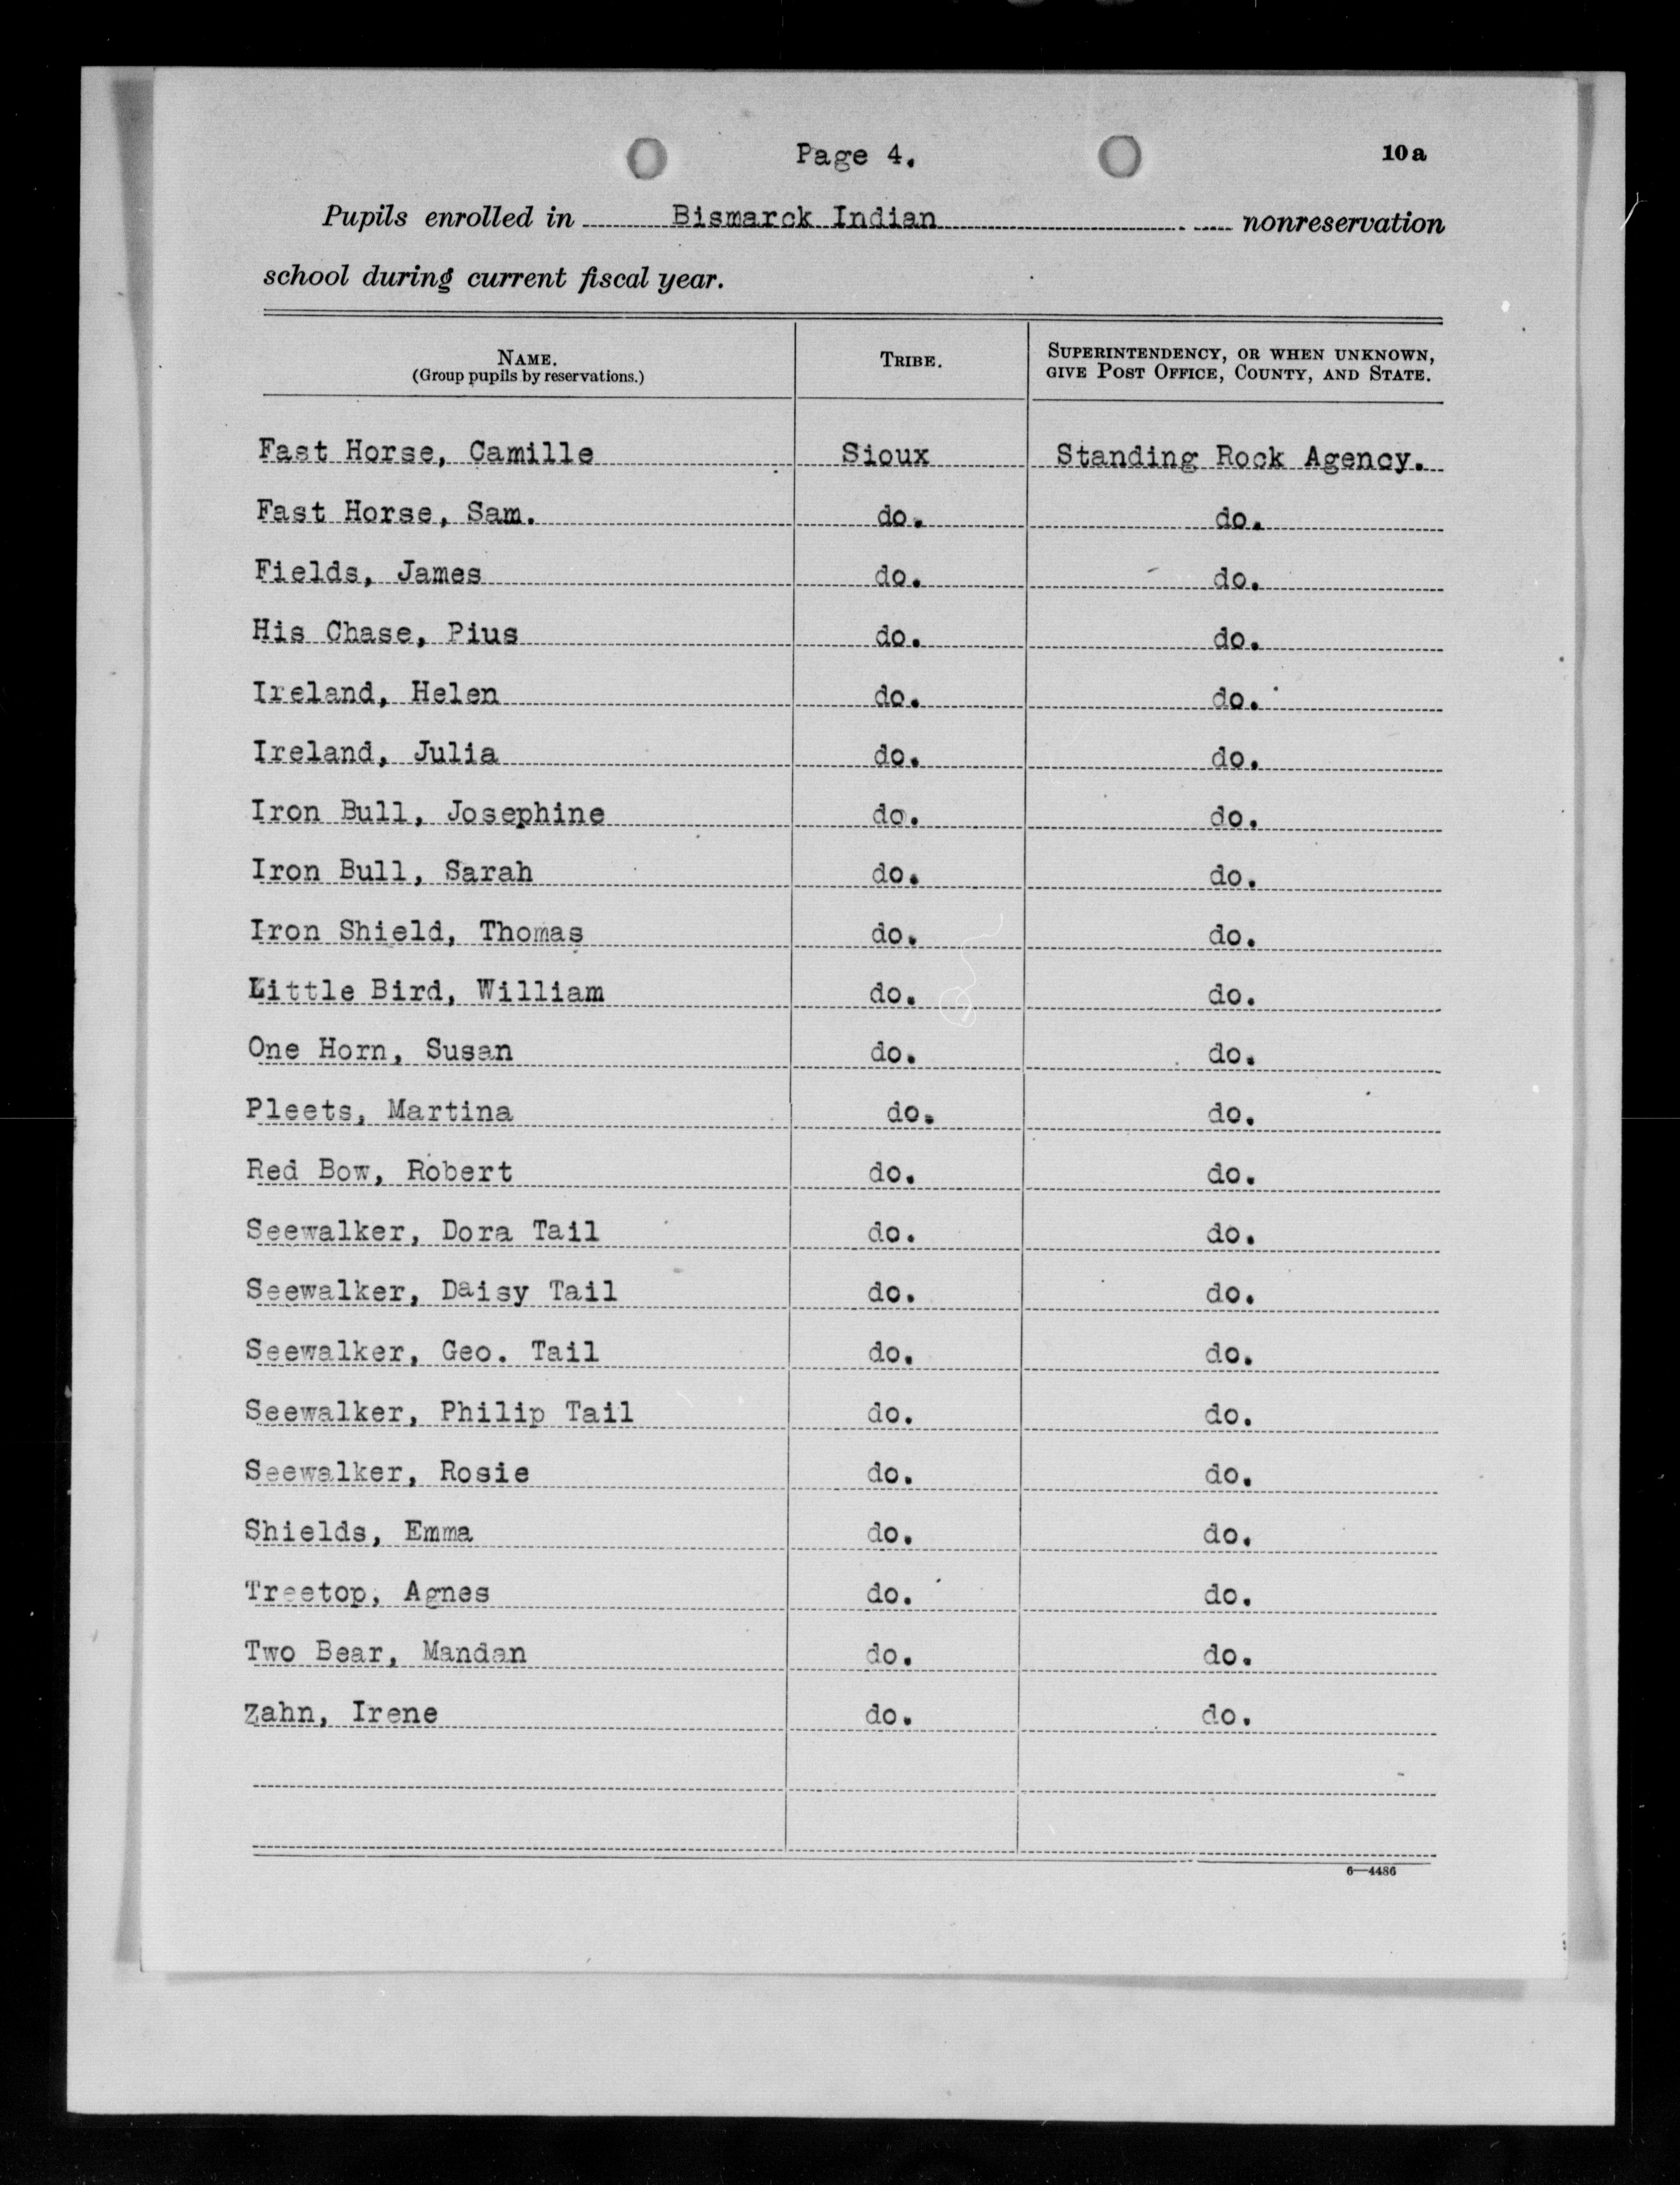 Page 4.
10a
Pupils enrolled in Bismarck Indian nonreservation
school during current fiscal year.
NAME. TRIBE. SUPERINTENDENCY, OR WHEN UNKNOWN,
(Group pupils by reservations.) GIVE POST OFFICE, COUNTY, AND STATE.
Fast Horse, Camille Sioux Standing Rock Agency.
Fast Horse, Sam. do. do.
Fields, James do. do.
His Chase, Pius do. do.
Ireland, Helen do. do.
Ireland, Julia do. do.
Iron Bull, Josephine do. do.
Iron Bull, Sarah do. do.
Iron Shield, Thomas do. do.
Little Bird, William do. do.
One Horn, Susan do. do.
Pleets, Martina do. do.
Red Bow, Robert do. do.
Seewalker, Dora Tail do. do.
Seewalker, Daisy Tail do. do.
Seewalker, Geo. Tail do. do.
Seewalker, Philip Tail do. do.
Seewalker, Rosie do. do.
Shields, Emma do. do.
Treetop, Agnes do. do.
Two Bear, Mandan do. do.
Zahn, Irene do. do.
6—4486